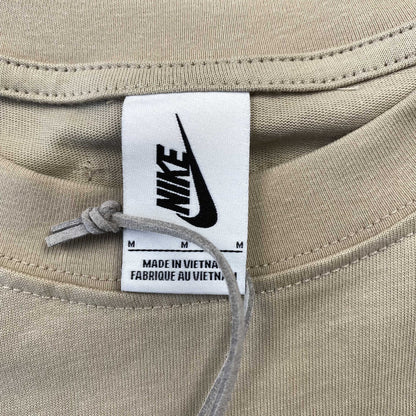 NIKE
M M M
MADE IN VIETNAM
FABRIQUE AU VIETNAM